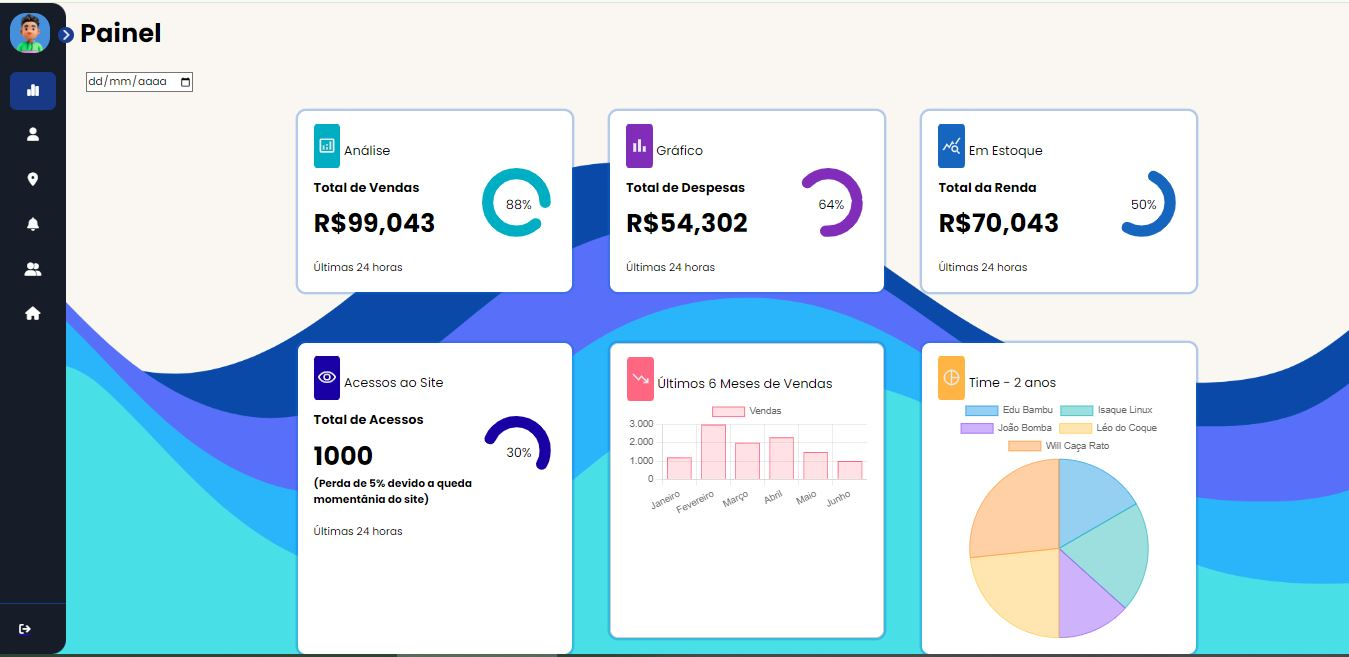 Painel
dd/mm/aaaa
Análise
Total de Vendas
R$99,043
88%
Últimas 24 horas
Gráfico
Total de Despesas
R$54,302
64%
Últimas 24 horas
Em Estoque
Total da Renda
R$70,043
50%
Últimas 24 horas
Acessos ao Site
Total de Acessos
1000
30%
(Perda de 5% devido a queda
momentânia do site)
Últimas 24 horas
Últimos 6 Meses de Vendas
Vendas
3.000
2.000
1.000
0
Janeiro
Fevereiro
Março
Abril
Maio
Junho
Time - 2 anos
Edu Bambu
Isaque Linux
João Bomba
Léo do Coque
Will Caça Rato